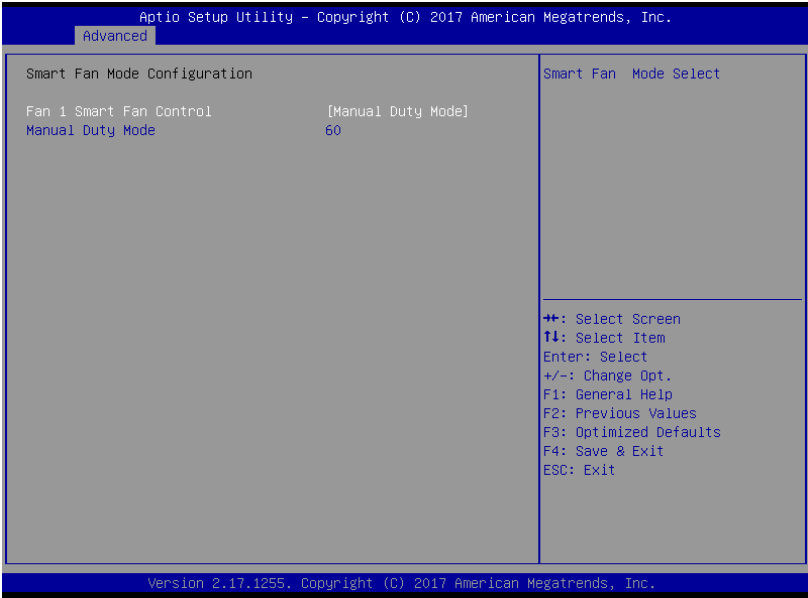 Aptio Setup Utility – Copyright (C) 2017 American Megatrends, Inc.
Advanced
Smart Fan Mode Configuration
Fan 1 Smart Fan Control [Manual Duty Mode]
Manual Duty Mode 60
Smart Fan Mode Select
→←: Select Screen
↑↓: Select Item
Enter: Select
+/-: Change Opt.
F1: General Help
F2: Previous Values
F3: Optimized Defaults
F4: Save & Exit
ESC: Exit
Version 2.17.1255. Copyright (C) 2017 American Megatrends, Inc.